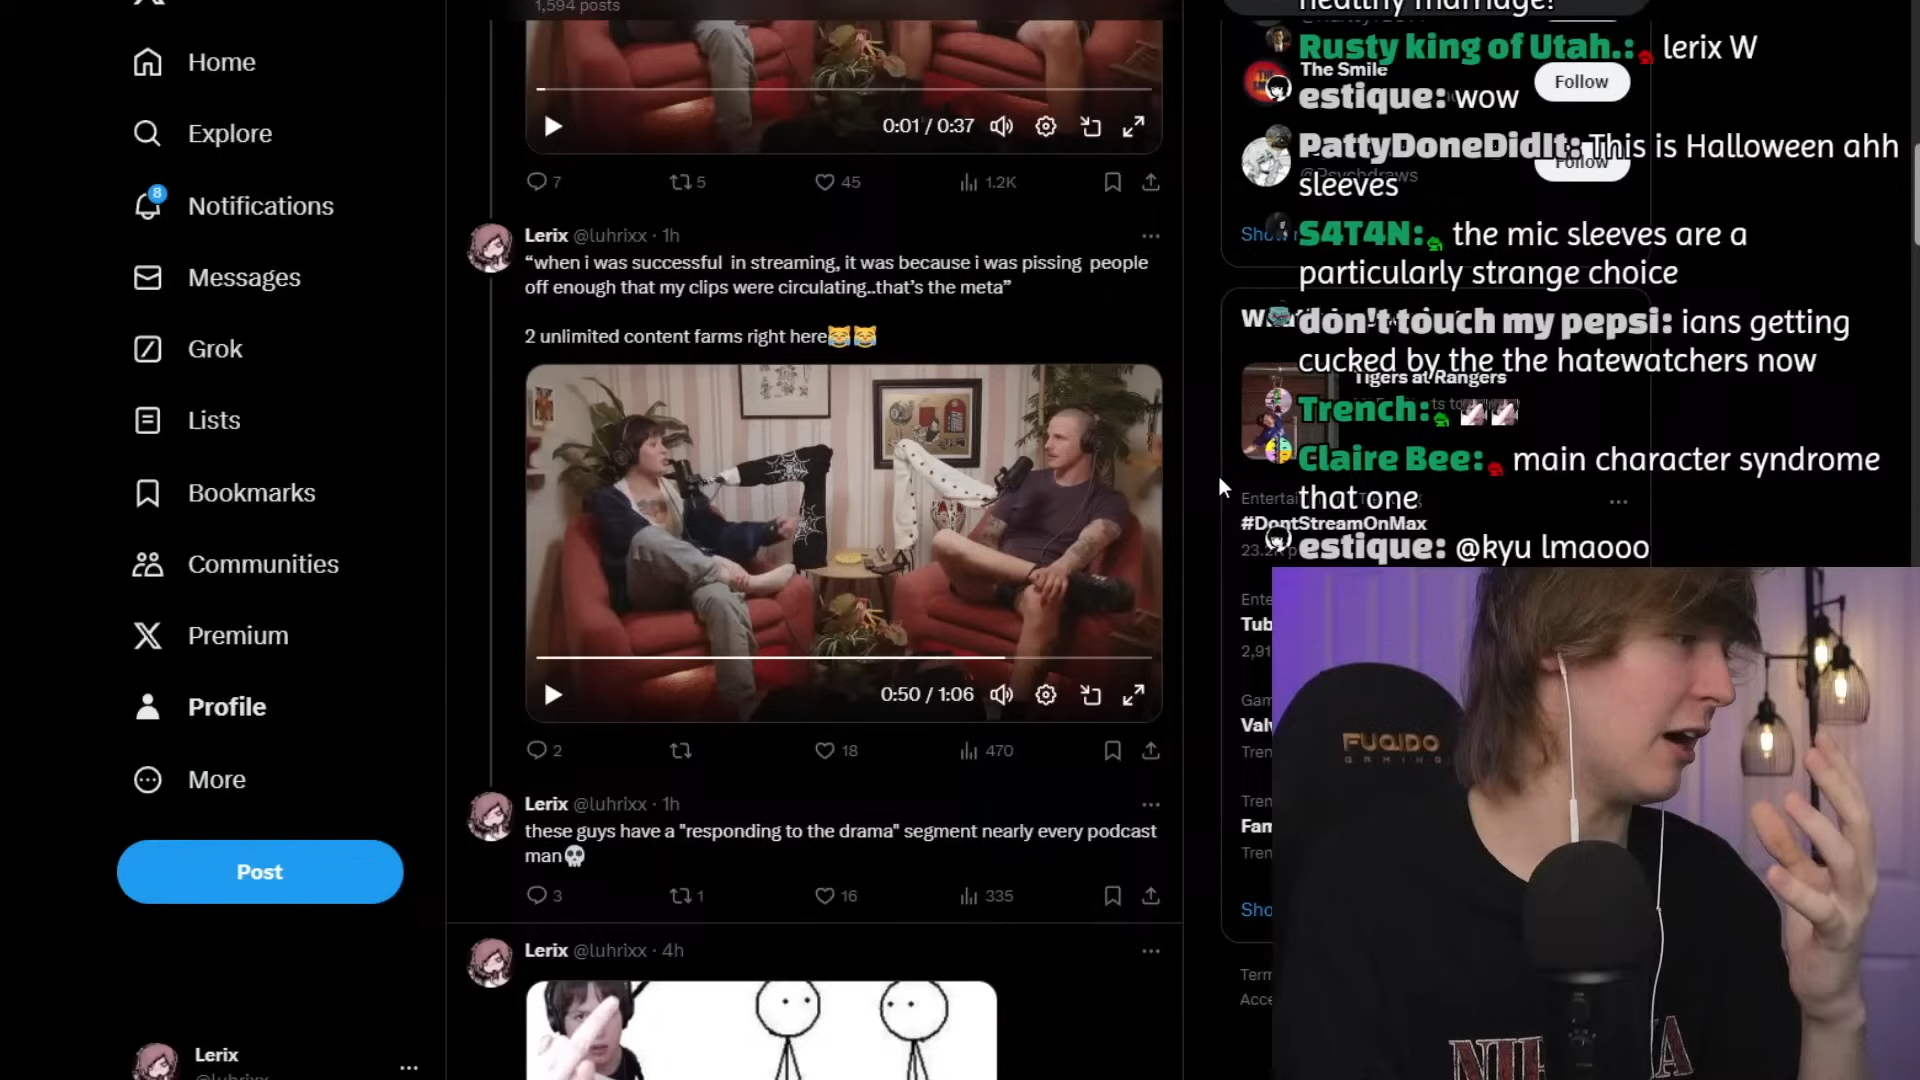 1,594 posts
Home
Explore
8
Notifications
Messages
Grok
Lists
Bookmarks
Communities
Premium
Profile
More
Post
Lerix
0:01 / 0:37
7
5
45
1.2K
Lerix @luhrixx · 1h
“when i was successful in streaming, it was because i was pissing people
off enough that my clips were circulating..that’s the meta”
2 unlimited content farms right here😹😹
0:50 / 1:06
2
18
470
Lerix @luhrixx · 1h
these guys have a "responding to the drama" segment nearly every podcast
man💀
3
1
16
335
Lerix @luhrixx · 4h
healthy marriage!
Rusty king of Utah.: lerix W
The Smile
Follow
estique: wow
PattyDoneDidIt: This is Halloween ahh
Follow
@Psychdraws
sleeves
S4T4N: the mic sleeves are a
particularly strange choice
don't touch my pepsi: ians getting
cucked by the the hatewatchers now
Tigers at Rangers
Trench:
Claire Bee: main character syndrome
that one
#DontStreamOnMax
estique: @kyu lmaooo
FUQIDO
GAMING